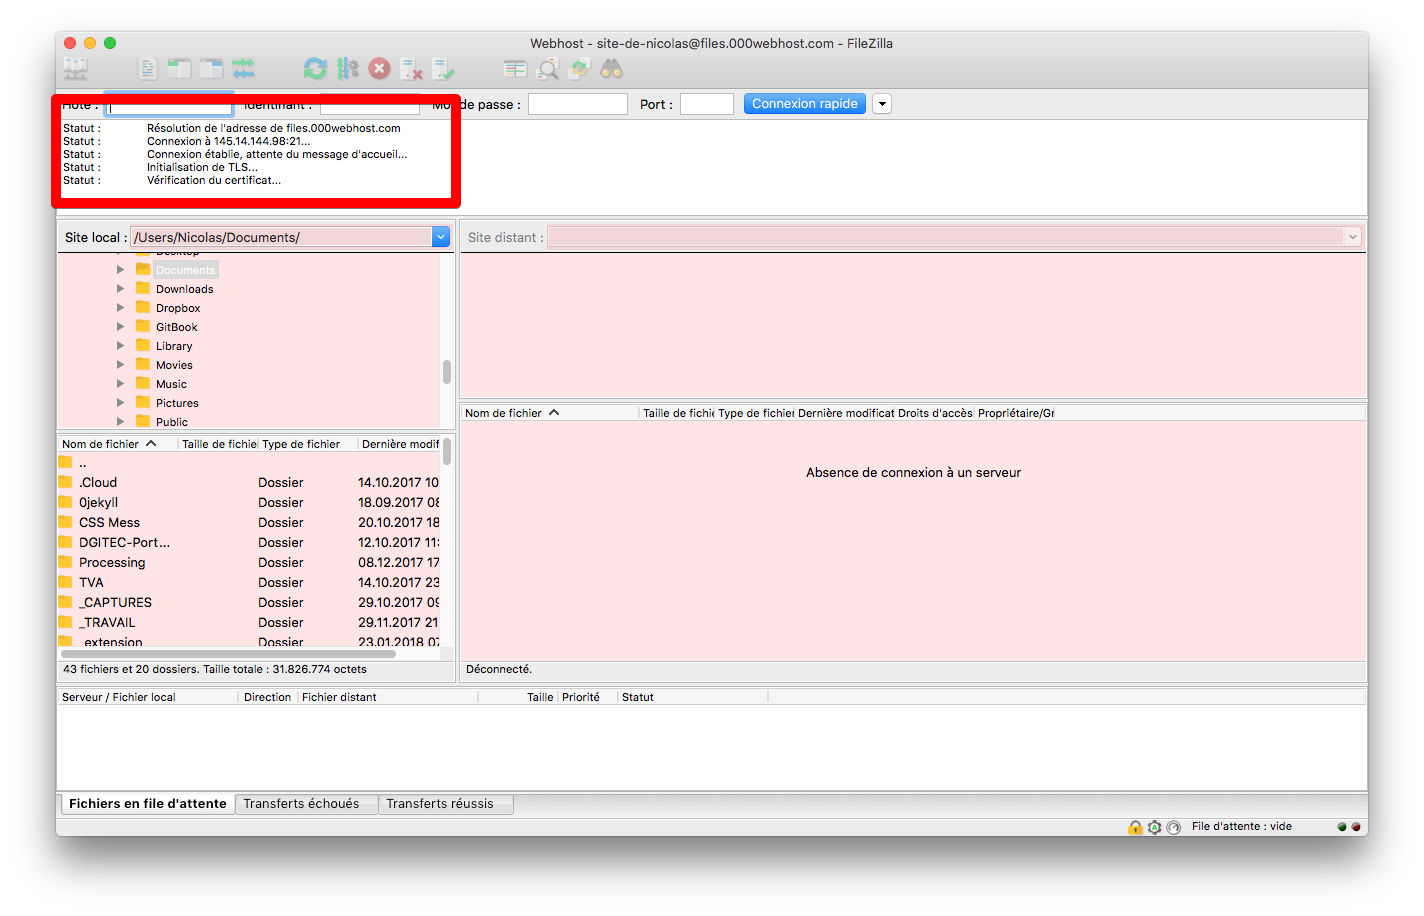 Webhost - site-de-nicolas@files.000webhost.com - FileZilla
Hôte : Identifiant : Mot de passe : Port : Connexion rapide
Statut : Résolution de l'adresse de files.000webhost.com
Statut : Connexion à 145.14.144.98:21...
Statut : Connexion établie, attente du message d'accueil...
Statut : Initialisation de TLS...
Statut : Vérification du certificat...
Site local : /Users/Nicolas/Documents/
Desktop
Documents
Downloads
Dropbox
GitBook
Library
Movies
Music
Pictures
Public
Nom de fichier Taille de fichie Type de fichier Dernière modif
..
.Cloud Dossier 14.10.2017 10
0jekyll Dossier 18.09.2017 08
CSS Mess Dossier 20.10.2017 18
DGITEC-Port... Dossier 12.10.2017 11:
Processing Dossier 08.12.2017 17
TVA Dossier 14.10.2017 23
_CAPTURES Dossier 29.10.2017 09
_TRAVAIL Dossier 29.11.2017 21
_extension Dossier 23.01.2018 07
43 fichiers et 20 dossiers. Taille totale : 31.826.774 octets
Site distant :
Nom de fichier Taille de fichi Type de fichier Dernière modificat Droits d'accès Propriétaire/Gr
Absence de connexion à un serveur
Déconnecté.
Serveur / Fichier local Direction Fichier distant Taille Priorité Statut
Fichiers en file d'attente Transferts échoués Transferts réussis
File d'attente : vide